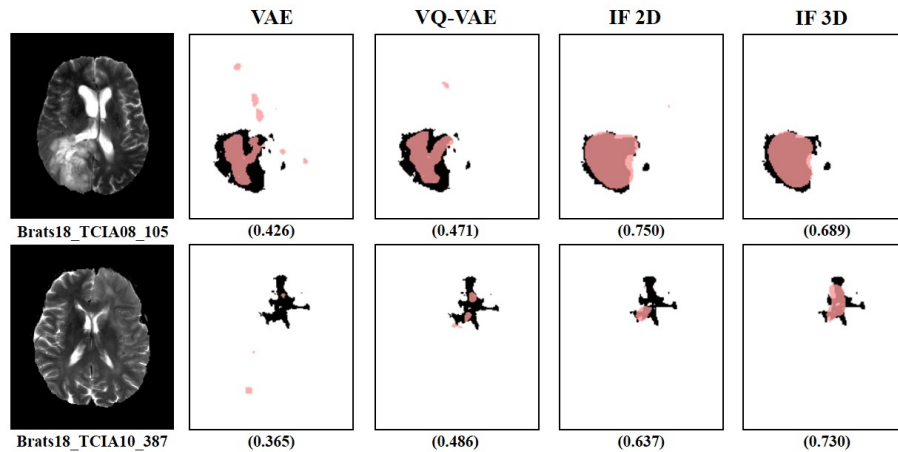 VAE VQ-VAE IF 2D IF 3D
Brats18_TCIA08_105 (0.426) (0.471) (0.750) (0.689)
Brats18_TCIA10_387 (0.365) (0.486) (0.637) (0.730)